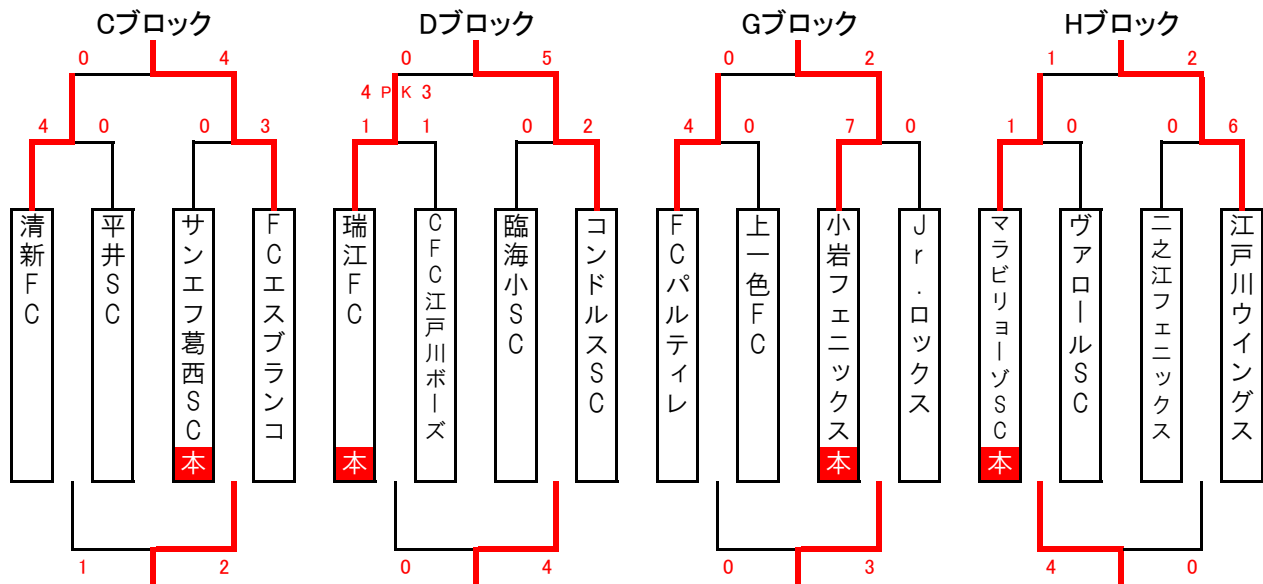 Cブロック Dブロック Gブロック Hブロック
0 4 0 5 0 2 1 2
4 PK 3
4 0 0 3 1 1 0 2 4 0 7 0 1 0 0 6
清新FC
平井SC
サンエフ葛西SC
本
FCエスブランコ
瑞江FC
本
CFC江戸川ボーズ
臨海小SC
コンドルスSC
FCパルティレ
上一色FC
小岩フェニックス
本
Jr.ロックス
マラビリョーゾSC
本
ヴァロールSC
二之江フェニックス
江戸川ウイングス
1 2 0 4 0 3 4 0